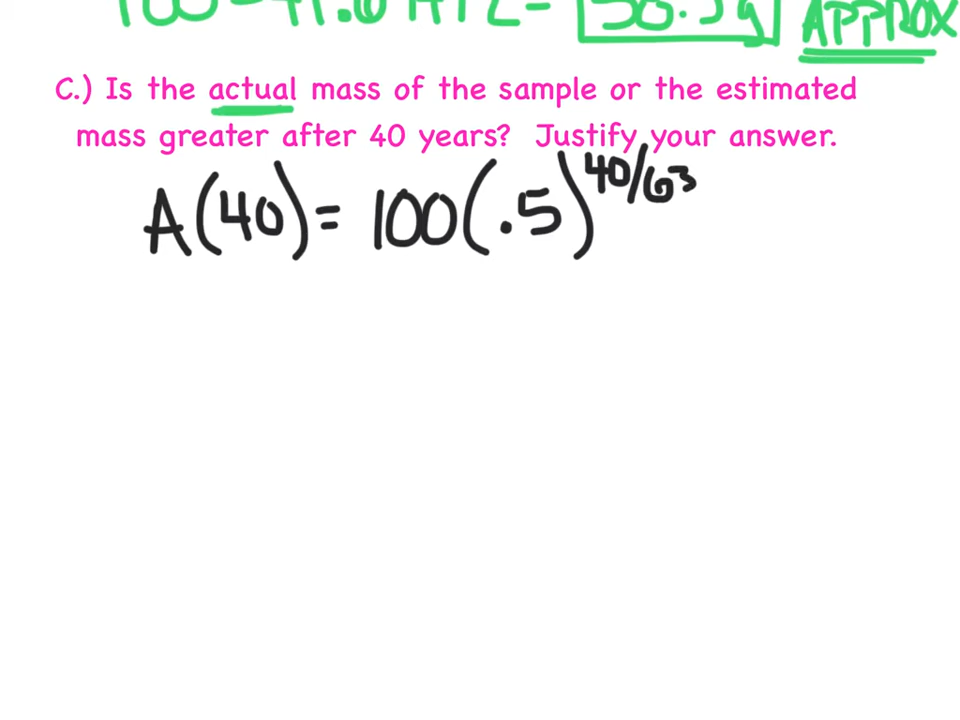 APPROX
C.) Is the actual mass of the sample or the estimated
mass greater after 40 years? Justify your answer.
A(40) = 100(.5)^40/63